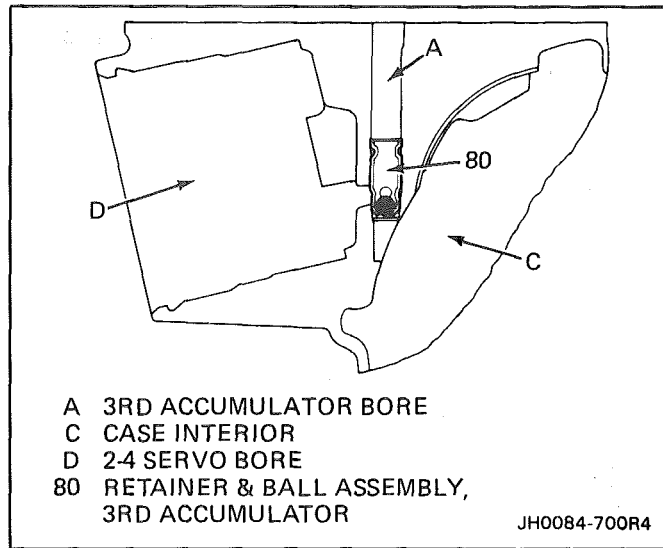 A
80
D
C
A 3RD ACCUMULATOR BORE
C CASE INTERIOR
D 2-4 SERVO BORE
80 RETAINER & BALL ASSEMBLY,
3RD ACCUMULATOR
JH0084-700R4